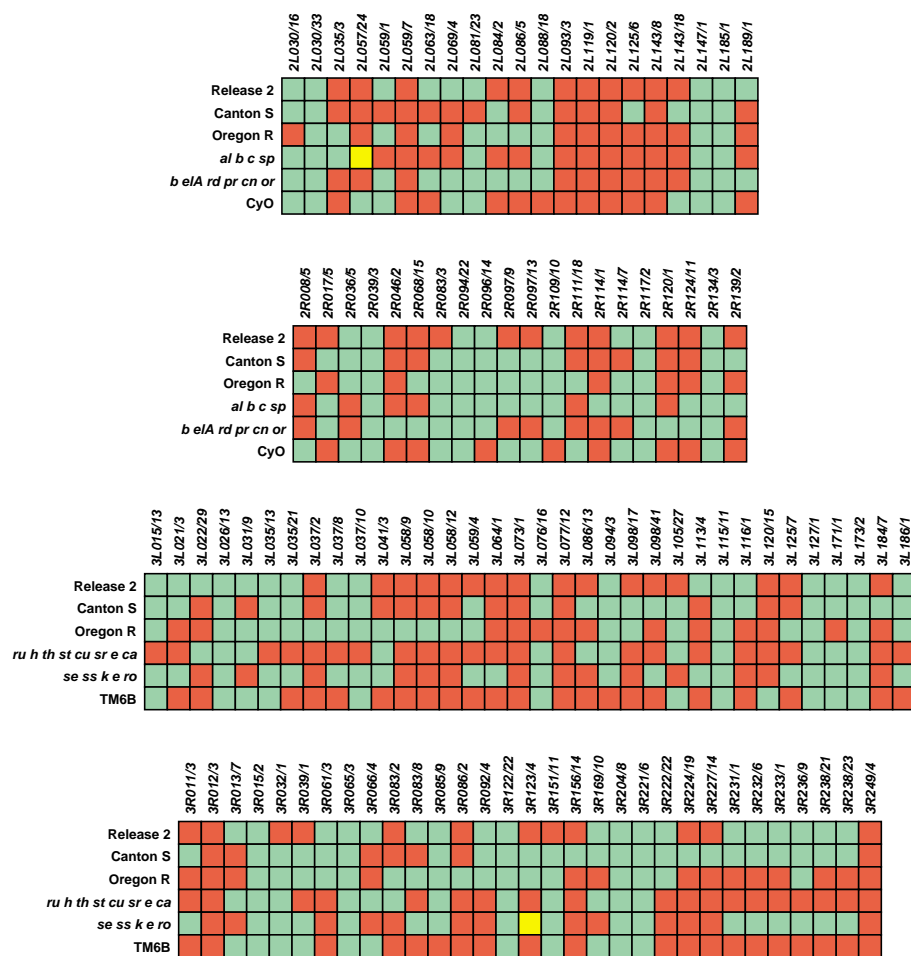 2L030/16 2L030/33 2L035/3 2L057/24 2L059/1 2L059/7 2L063/18 2L069/4 2L081/23 2L084/2 2L086/5 2L088/18 2L093/3 2L119/1 2L120/2 2L125/6 2L143/8 2L143/18 2L147/1 2L185/1 2L189/1
Release 2
Canton S
Oregon R
al b c sp
b elA rd pr cn or
CyO
2R008/5 2R017/5 2R036/5 2R039/3 2R046/2 2R068/15 2R083/3 2R094/22 2R096/14 2R097/9 2R097/13 2R109/10 2R111/18 2R114/1 2R114/7 2R117/2 2R120/1 2R124/11 2R134/3 2R139/2
Release 2
Canton S
Oregon R
al b c sp
b elA rd pr cn or
CyO
3L015/13 3L021/3 3L022/29 3L026/13 3L031/9 3L035/13 3L035/21 3L037/2 3L037/8 3L037/10 3L041/3 3L058/9 3L058/10 3L058/12 3L059/4 3L064/1 3L073/1 3L076/16 3L077/12 3L086/13 3L094/3 3L098/17 3L098/41 3L105/27 3L113/4 3L115/11 3L116/1 3L120/15 3L125/7 3L127/1 3L171/1 3L173/2 3L184/7 3L186/1
Release 2
Canton S
Oregon R
ru h th st cu sr e ca
se ss k e ro
TM6B
3R011/3 3R012/3 3R013/7 3R015/2 3R032/1 3R039/1 3R061/3 3R065/3 3R066/4 3R083/2 3R083/8 3R085/9 3R086/2 3R092/4 3R122/22 3R123/4 3R151/11 3R156/14 3R169/10 3R204/8 3R221/6 3R222/22 3R224/19 3R227/14 3R231/1 3R232/6 3R233/1 3R236/9 3R238/21 3R238/23 3R249/4
Release 2
Canton S
Oregon R
ru h th st cu sr e ca
se ss k e ro
TM6B